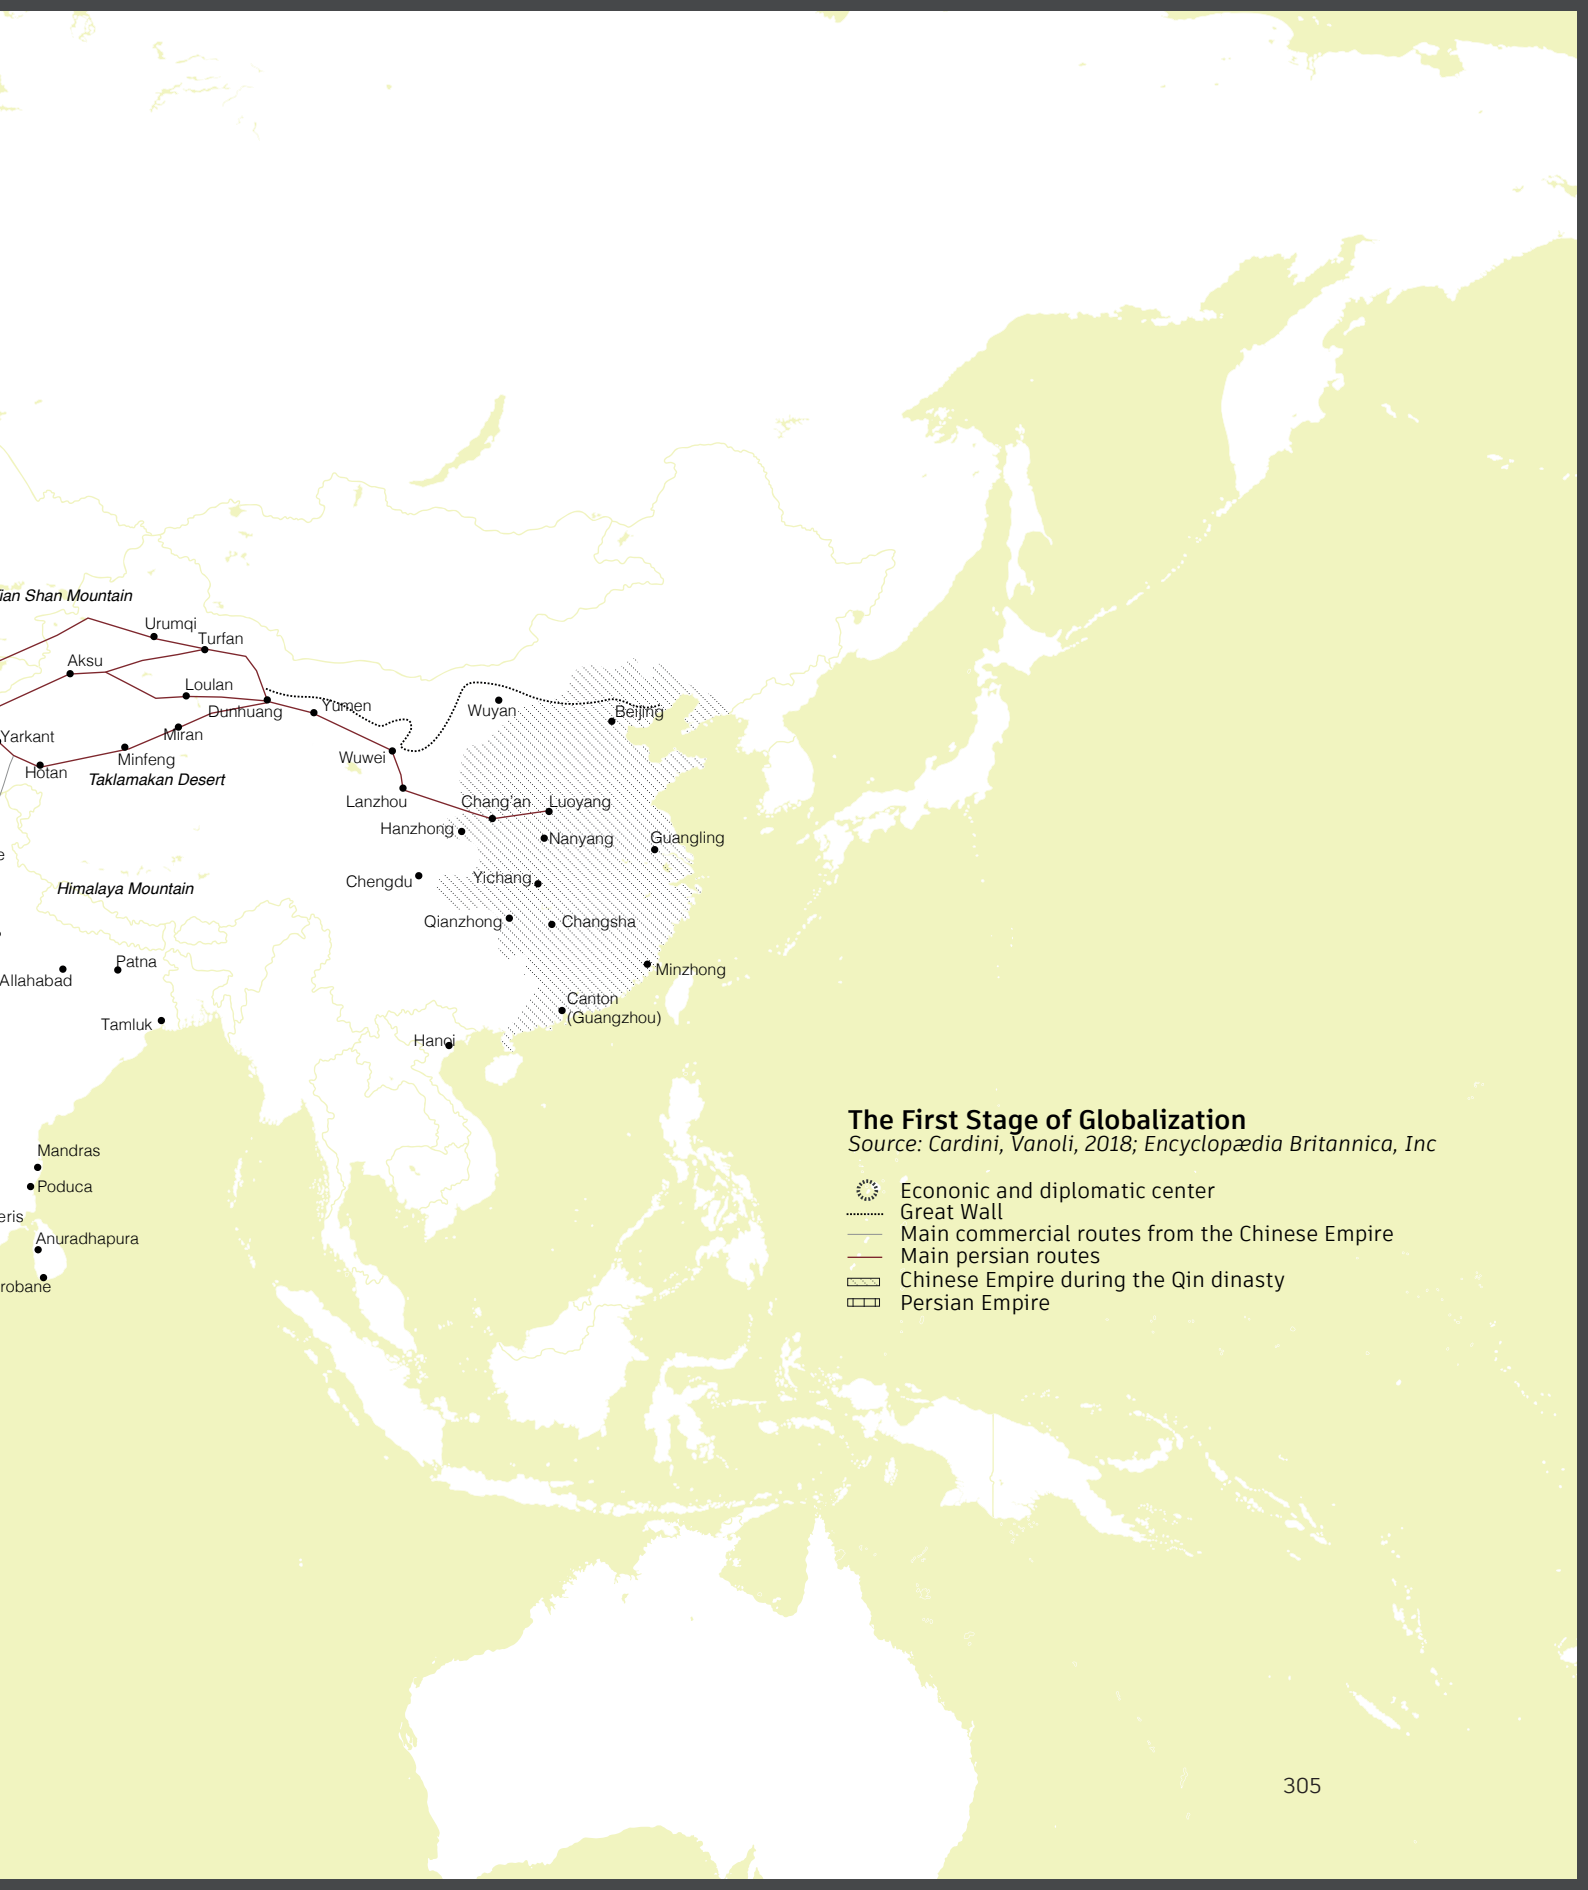 ian Shan Mountain
Urumqi
Turfan
Aksu
Loulan
Dunhuang
Yumen
Wuyan
Beijing
Yarkant
Miran
Minfeng
Hotan
Taklamakan Desert
Wuwei
Lanzhou
Chang'an
Luoyang
Hanzhong
Nanyang
Guangling
e
Himalaya Mountain
Chengdu
Yichang
Qianzhong
Changsha
Patna
Allahabad
Minzhong
Tamluk
Canton
(Guangzhou)
Hanoi
Mandras
Poduca
eris
Anuradhapura
robane
The First Stage of Globalization
Source: Cardini, Vanoli, 2018; Encyclopædia Britannica, Inc
Econonic and diplomatic center
Great Wall
Main commercial routes from the Chinese Empire
Main persian routes
Chinese Empire during the Qin dinasty
Persian Empire
305